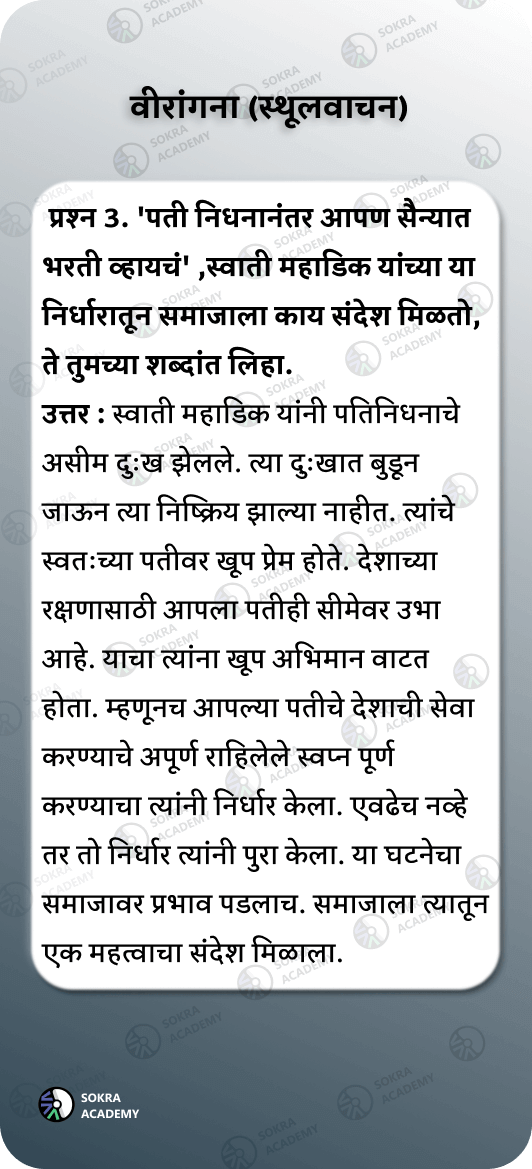 वीरांगना (स्थूलवाचन)
प्रश्न 3. 'पती निधनानंतर आपण सैन्यात
भरती व्हायचं' ,स्वाती महाडिक यांच्या या
निर्धारातून समाजाला काय संदेश मिळतो,
ते तुमच्या शब्दांत लिहा.
उत्तर : स्वाती महाडिक यांनी पतिनिधनाचे
असीम दुःख झेलले. त्या दुःखात बुडून
जाऊन त्या निष्क्रिय झाल्या नाहीत. त्यांचे
स्वतःच्या पतीवर खूप प्रेम होते. देशाच्या
रक्षणासाठी आपला पतीही सीमेवर उभा
आहे. याचा त्यांना खूप अभिमान वाटत
होता. म्हणूनच आपल्या पतीचे देशाची सेवा
करण्याचे अपूर्ण राहिलेले स्वप्न पूर्ण
करण्याचा त्यांनी निर्धार केला. एवढेच नव्हे
तर तो निर्धार त्यांनी पुरा केला. या घटनेचा
समाजावर प्रभाव पडलाच. समाजाला त्यातून
एक महत्वाचा संदेश मिळाला.
SOKRA
ACADEMY